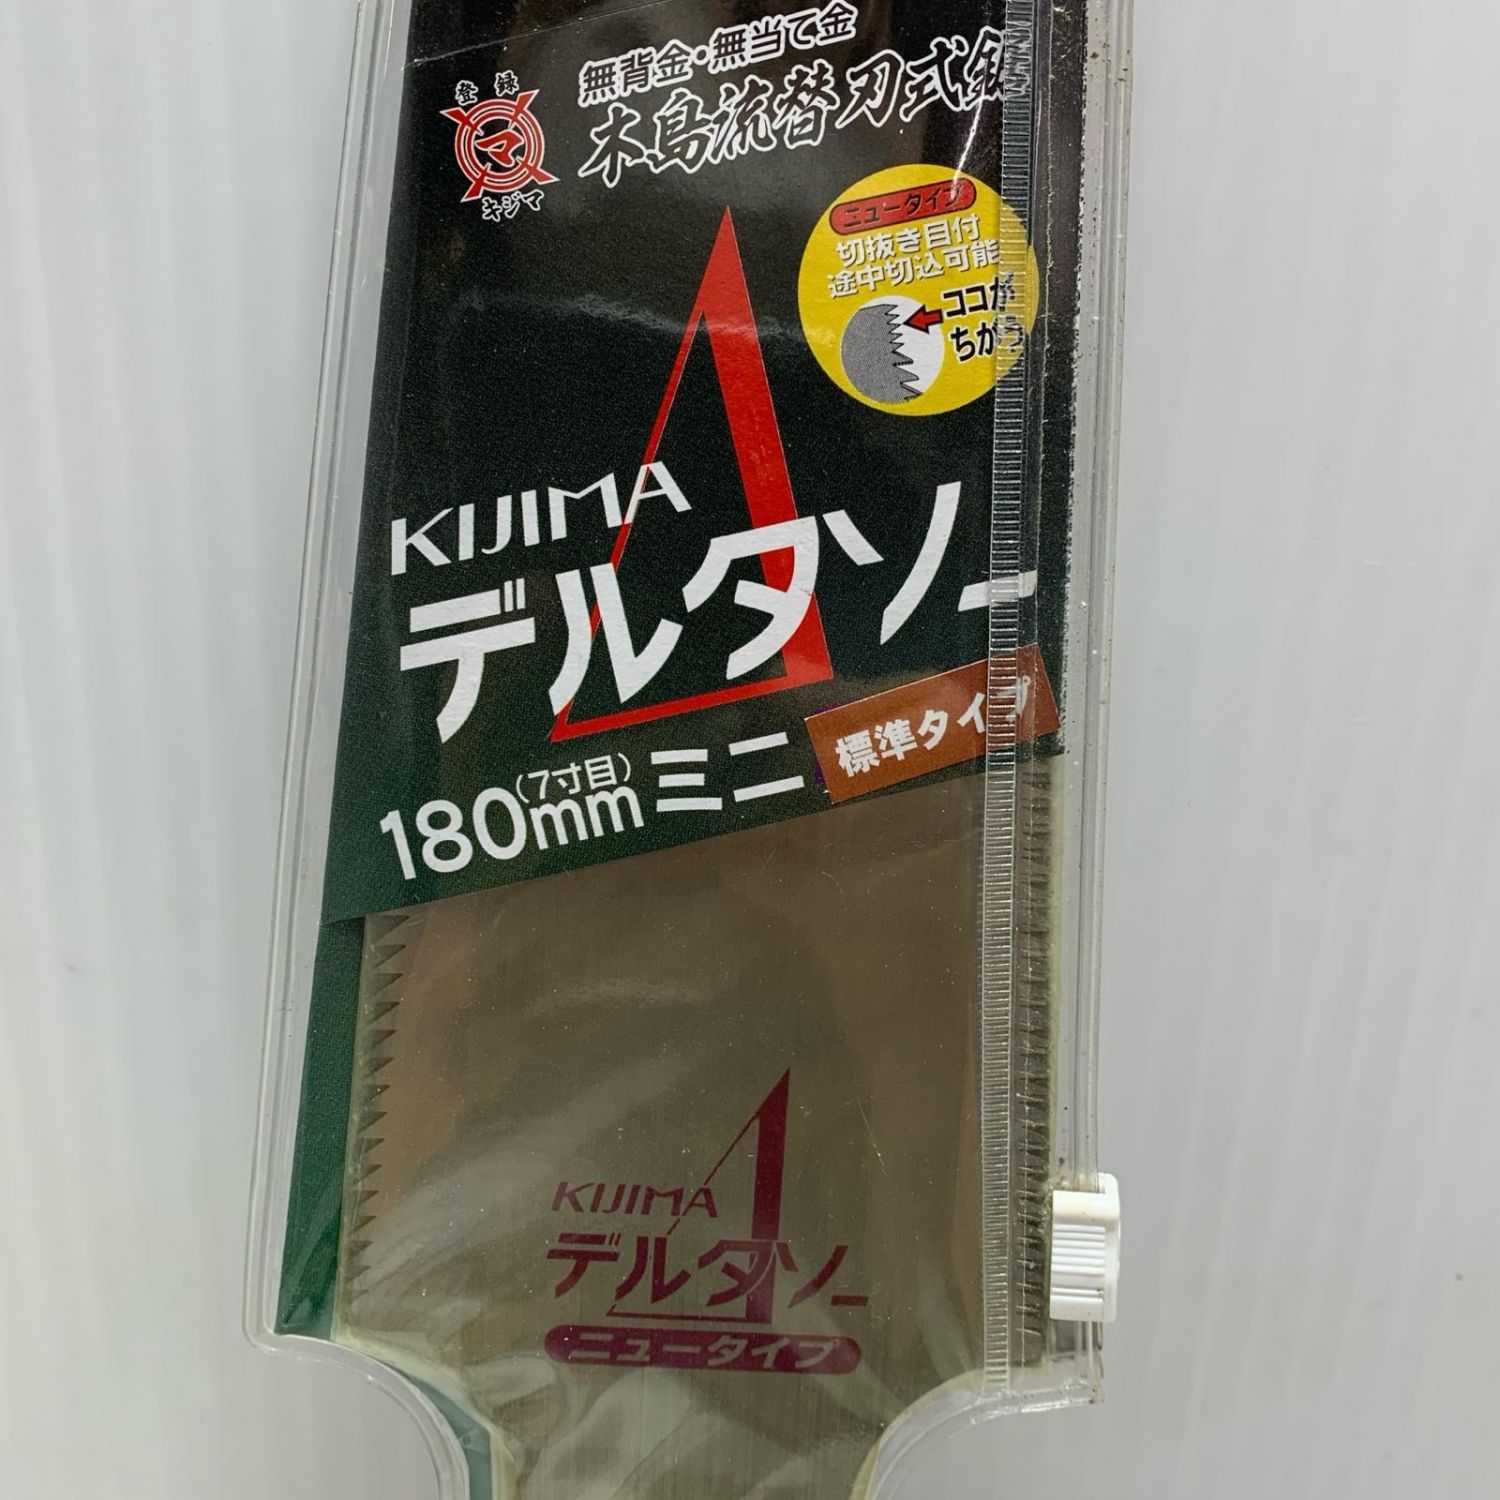 無背金・無当て金
木島流替刃式鋸
登録
マ
キジマ
ニュータイプ
切抜き目付
途中切込可能
ココが
ちがう
KIJIMA
デルタソー
180mm(7寸目)ミニ
標準タイプ
KIJIMA
デルタソー
ニュータイプ